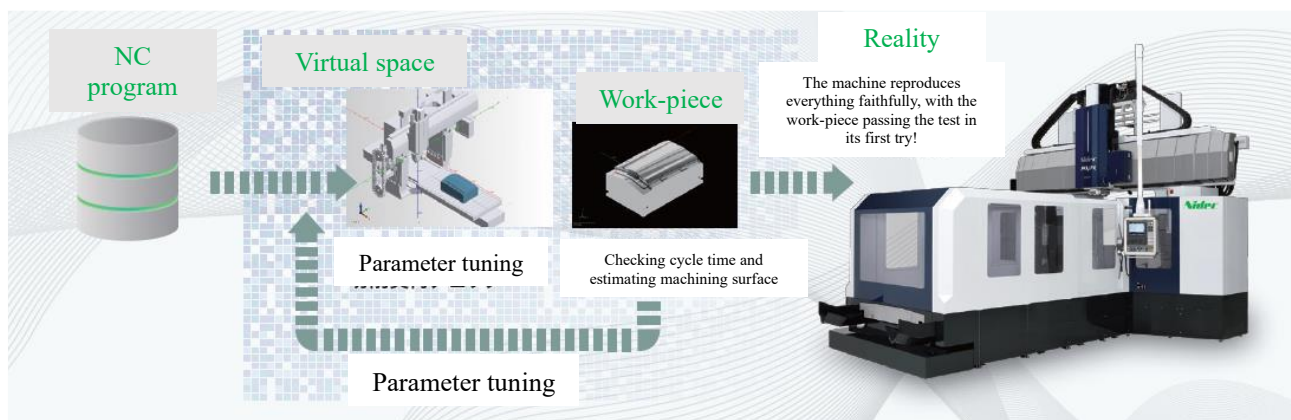 NC
program
Virtual space
Work-piece
Reality
The machine reproduces
everything faithfully, with the
work-piece passing the test in
its first try!
Parameter tuning
Checking cycle time and
estimating machining surface
Parameter tuning
Nidec